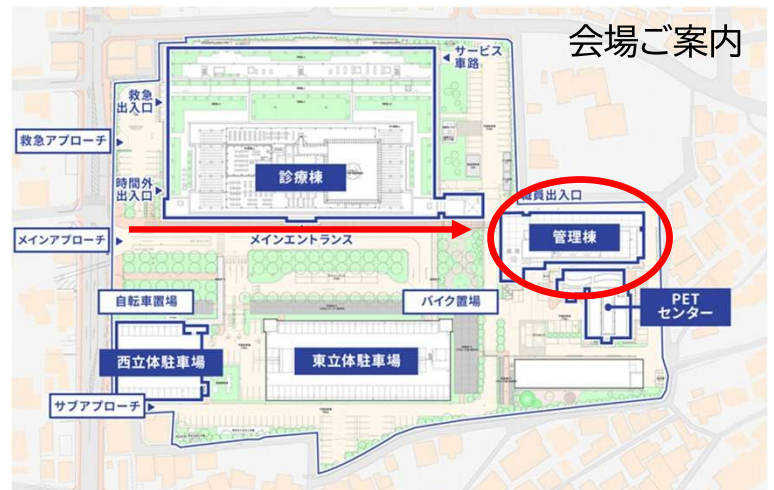 会場ご案内
サービス
車路
救急
出入口
救急アプローチ
診療棟
時間外
出入口
職員出入口
メインアプローチ
メインエントランス
管理棟
自転車置場
バイク置場
PET
センター
西立体駐車場
東立体駐車場
サブアプローチ